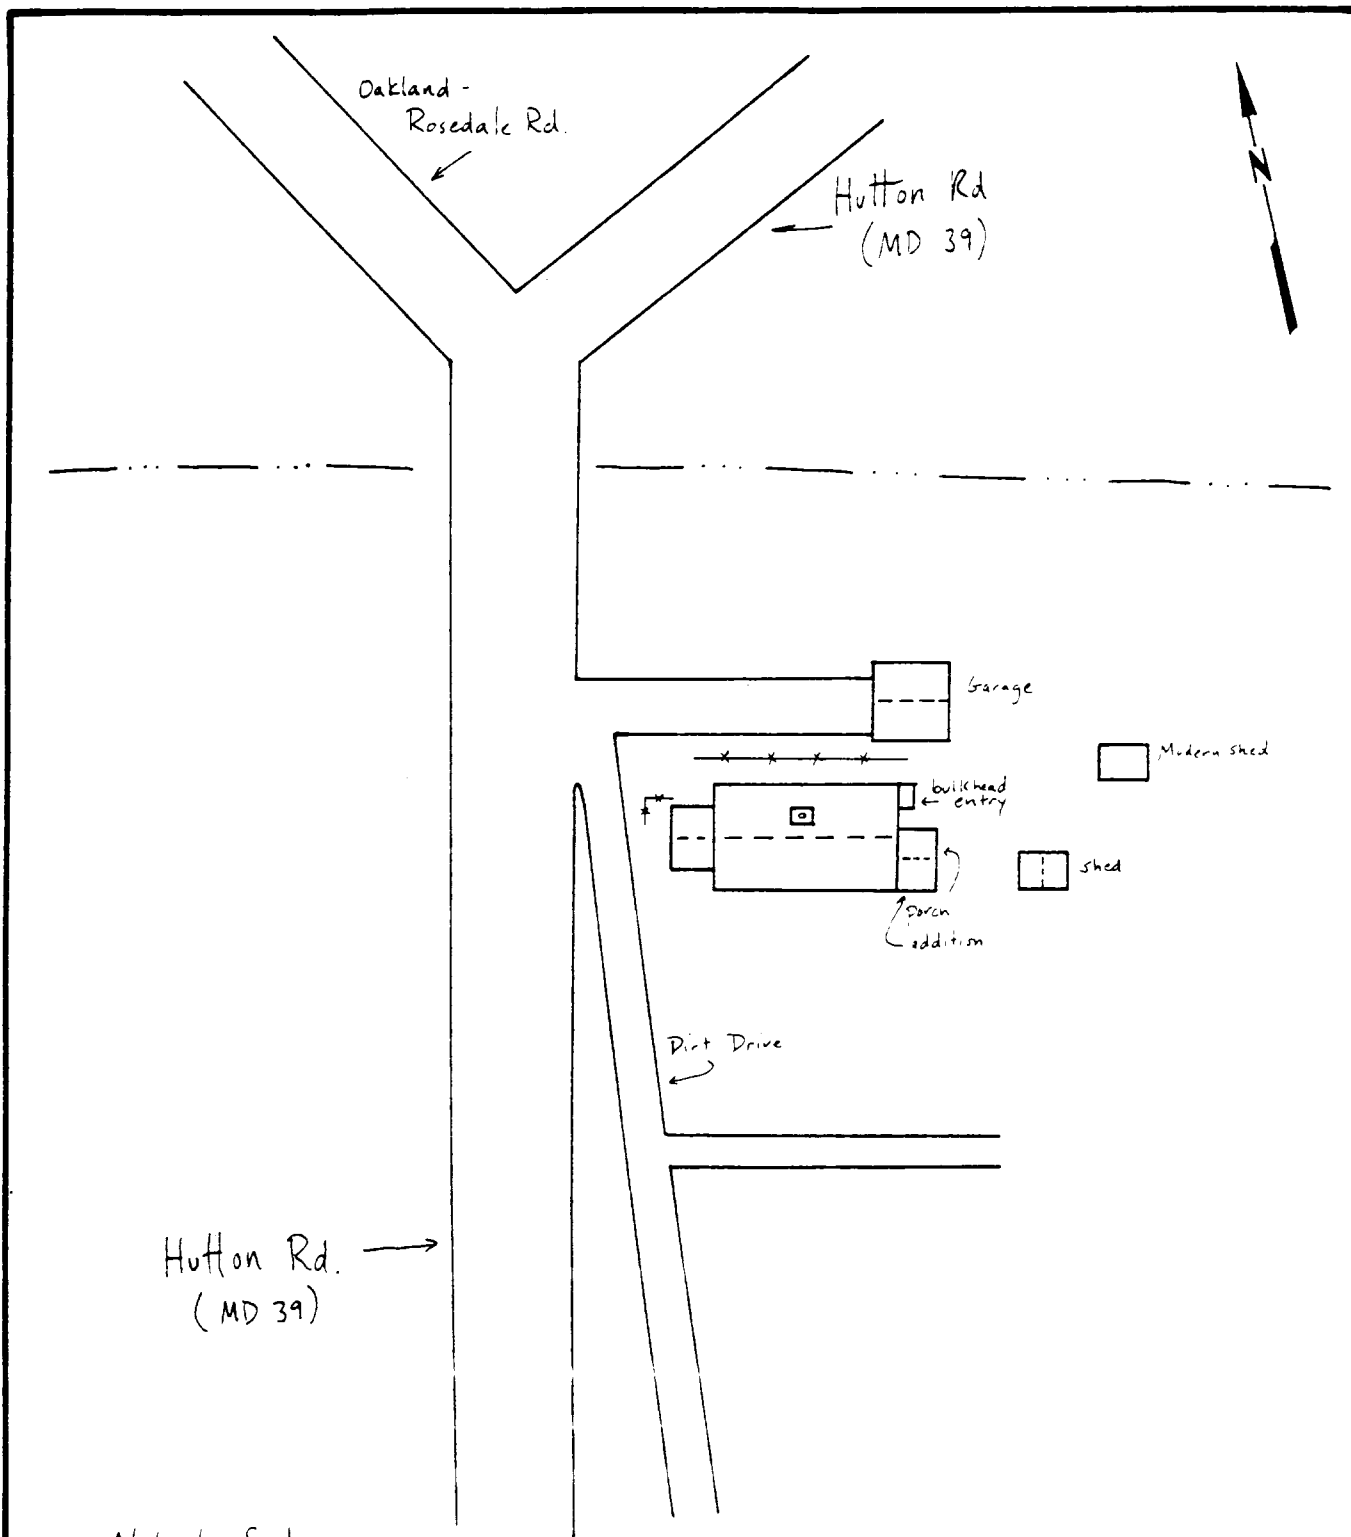 Oakland -
Rosedale Rd.
N
Hutton Rd
(MD 39)
Garage
Modern shed
bulkhead
entry
shed
porch
addition
Dirt Drive
Hutton Rd.
(MD 39)